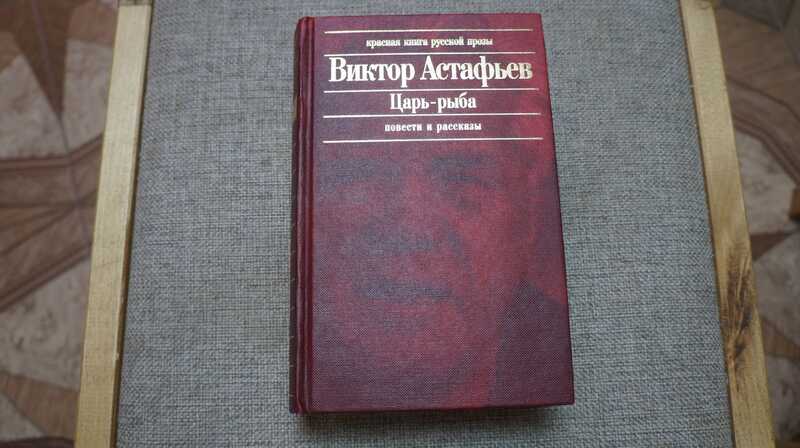 красная книга русской прозы
Виктор Астафьев
Царь-рыба
повести и рассказы